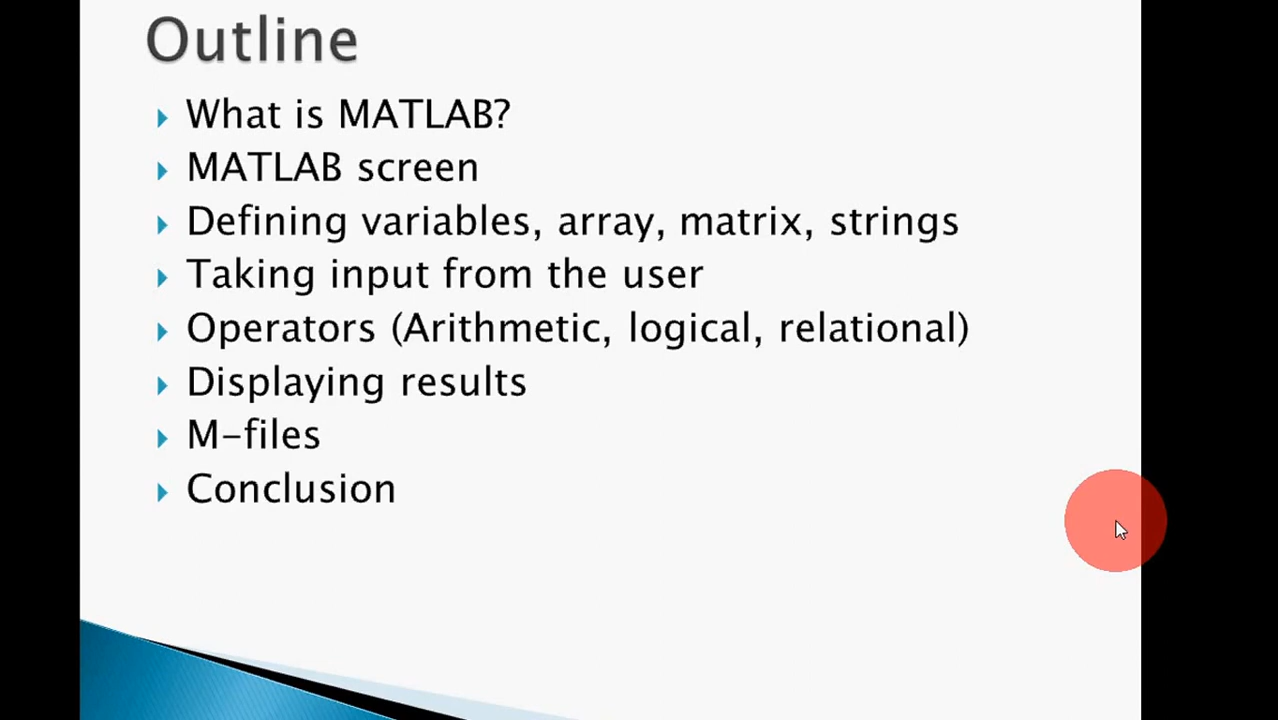 Outline
What is MATLAB?
MATLAB screen
Defining variables, array, matrix, strings
Taking input from the user
Operators (Arithmetic, logical, relational)
Displaying results
M-files
Conclusion